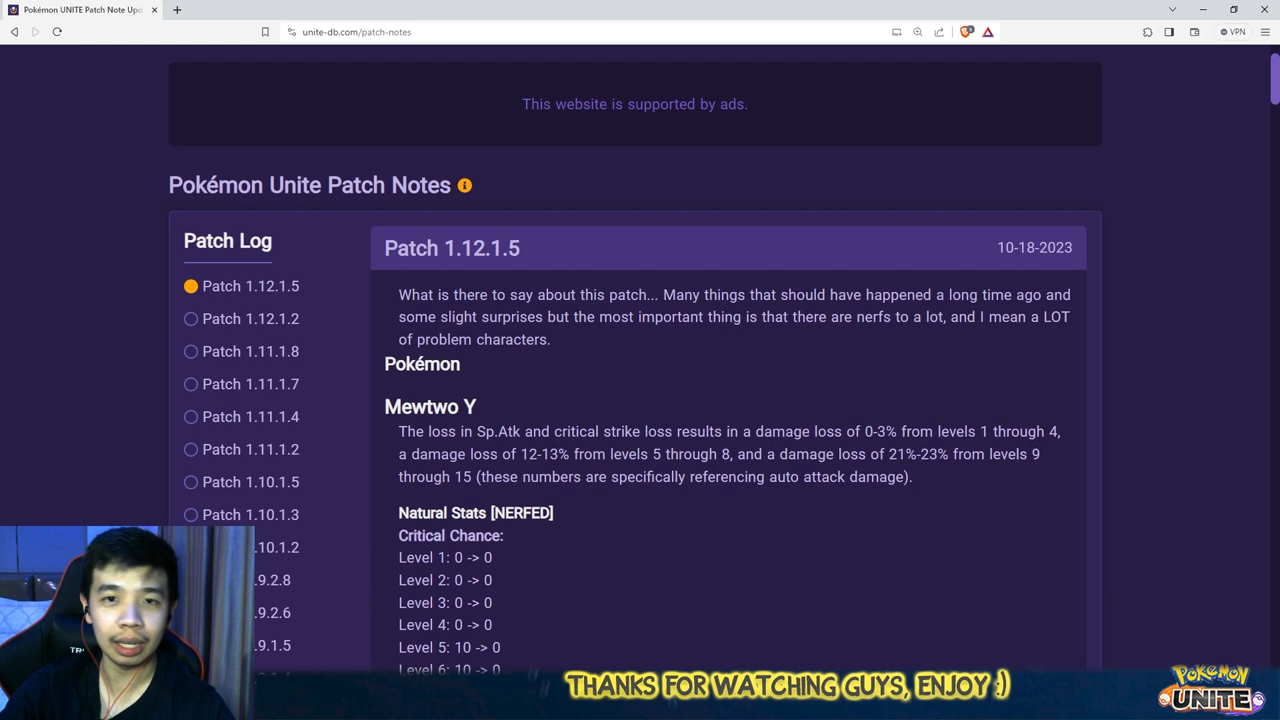 Pokémon UNITE Patch Note Upd
unite-db.com/patch-notes
VPN
This website is supported by ads.
Pokémon Unite Patch Notes
Patch Log
Patch 1.12.1.5
Patch 1.12.1.2
Patch 1.11.1.8
Patch 1.11.1.7
Patch 1.11.1.4
Patch 1.11.1.2
Patch 1.10.1.5
Patch 1.10.1.3
.10.1.2
.9.2.8
.9.2.6
.9.1.5
Patch 1.12.1.5
10-18-2023
What is there to say about this patch... Many things that should have happened a long time ago and
some slight surprises but the most important thing is that there are nerfs to a lot, and I mean a LOT
of problem characters.
Pokémon
Mewtwo Y
The loss in Sp.Atk and critical strike loss results in a damage loss of 0-3% from levels 1 through 4,
a damage loss of 12-13% from levels 5 through 8, and a damage loss of 21%-23% from levels 9
through 15 (these numbers are specifically referencing auto attack damage).
Natural Stats [NERFED]
Critical Chance:
Level 1: 0 -> 0
Level 2: 0 -> 0
Level 3: 0 -> 0
Level 4: 0 -> 0
Level 5: 10 -> 0
Level 6: 10 -> 0
THANKS FOR WATCHING GUYS, ENJOY :)
POKÉMON
UNITE